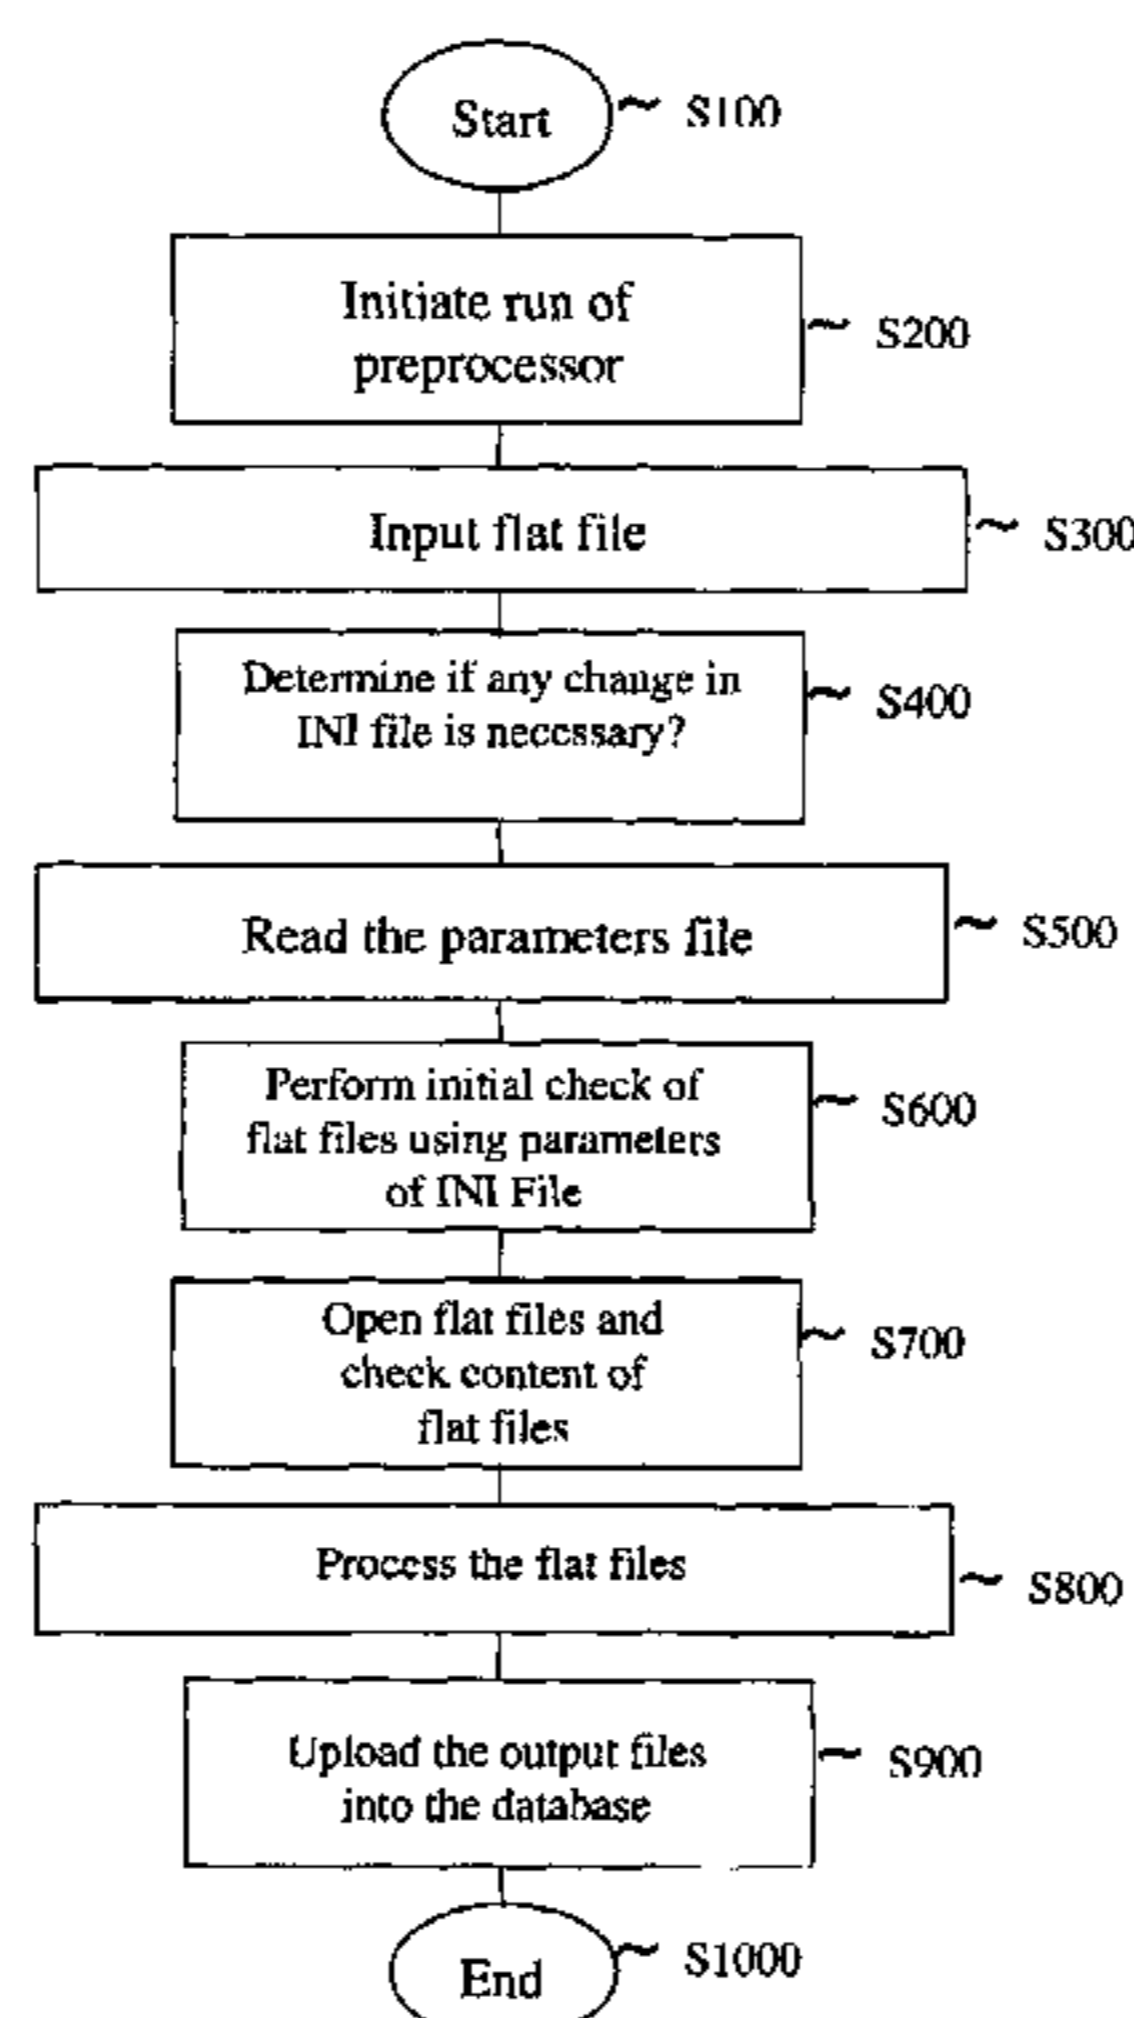 Start
S100
Initiate run of
preprocessor
S200
Input flat file
S300
Determine if any change in
INI file is necessary?
S400
Read the parameters file
S500
Perform initial check of
flat files using parameters
of INI File
S600
Open flat files and
check content of
flat files
S700
Process the flat files
S800
Upload the output files
into the database
S900
End
S1000